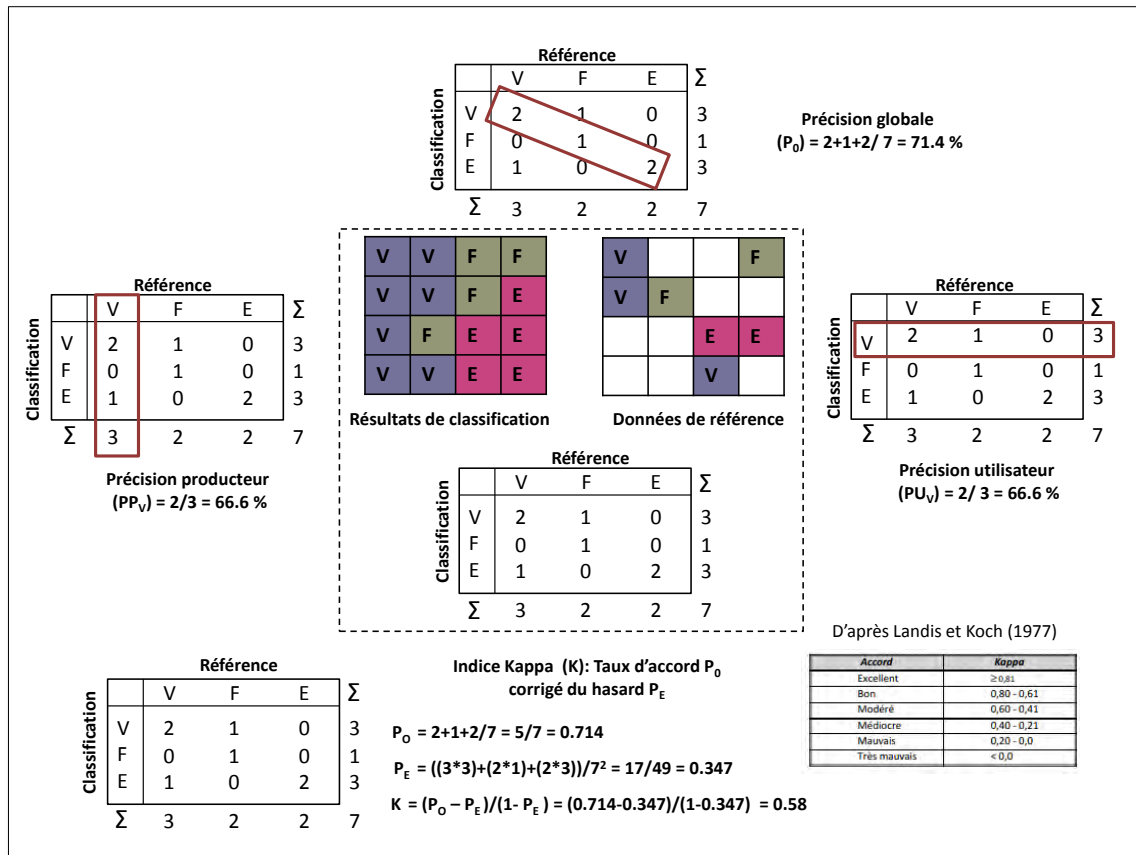 Référence
V F E Σ
Classification
V 2 1 0 3
F 0 1 0 1
E 1 0 2 3
Σ 3 2 2 7
Précision globale
(P0) = 2+1+2/ 7 = 71.4 %
Référence
V F E Σ
Classification
V 2 1 0 3
F 0 1 0 1
E 1 0 2 3
Σ 3 2 2 7
Précision producteur
(PPV) = 2/3 = 66.6 %
V V F F
V V F E
V F E E
V V E E
Résultats de classification
V F
V F
E E
V
Données de référence
Référence
V F E Σ
Classification
V 2 1 0 3
F 0 1 0 1
E 1 0 2 3
Σ 3 2 2 7
Référence
V F E Σ
Classification
V 2 1 0 3
F 0 1 0 1
E 1 0 2 3
Σ 3 2 2 7
Précision utilisateur
(PUV) = 2/ 3 = 66.6 %
Référence
V F E Σ
Classification
V 2 1 0 3
F 0 1 0 1
E 1 0 2 3
Σ 3 2 2 7
Indice Kappa (K): Taux d’accord P0
corrigé du hasard PE
PO = 2+1+2/7 = 5/7 = 0.714
PE = ((3*3)+(2*1)+(2*3))/7² = 17/49 = 0.347
K = (PO – PE)/(1- PE) = (0.714-0.347)/(1-0.347) = 0.58
D’après Landis et Koch (1977)
Accord Kappa
Excellent ≥ 0,81
Bon 0,80 - 0,61
Modéré 0,60 - 0,41
Médiocre 0,40 - 0,21
Mauvais 0,20 - 0,0
Très mauvais < 0,0